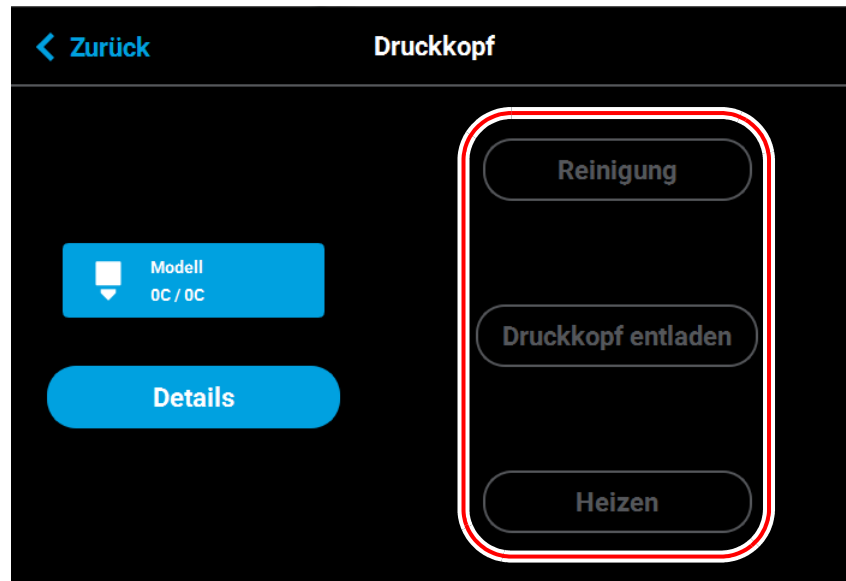 Zurück
Druckkopf
Reinigung
Modell
0C / 0C
Druckkopf entladen
Details
Heizen